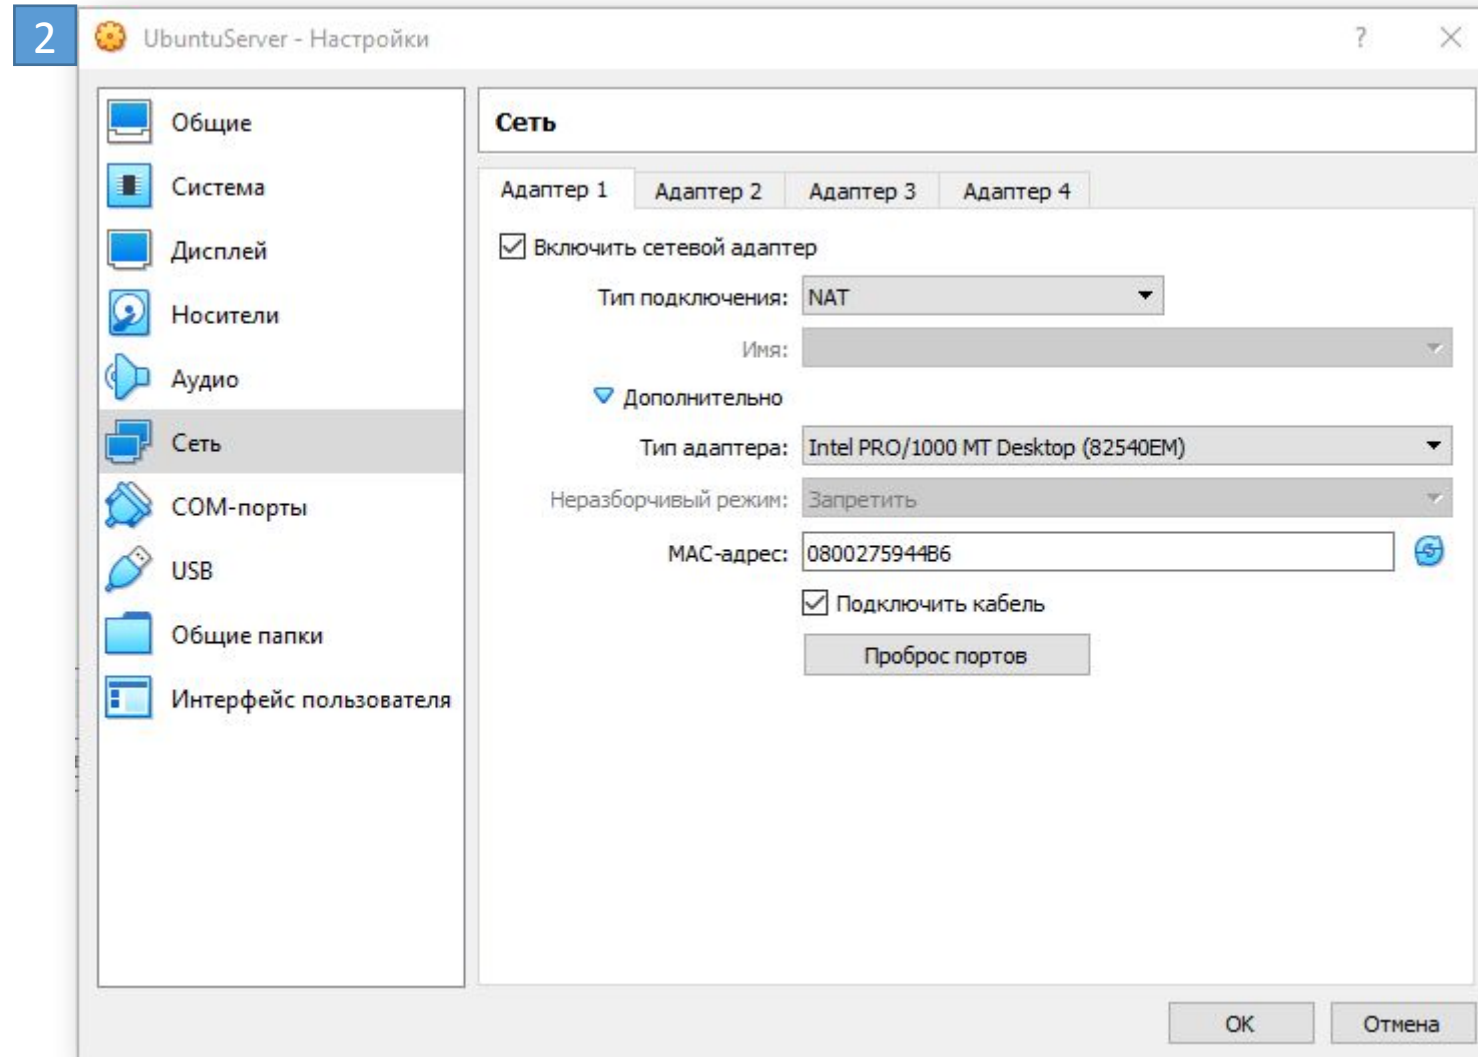 2
UbuntuServer - Настройки
Общие
Система
Дисплей
Носители
Аудио
Сеть
COM-порты
USB
Общие папки
Интерфейс пользователя
Сеть
Адаптер 1 Адаптер 2 Адаптер 3 Адаптер 4
Включить сетевой адаптер
Тип подключения: NAT
Имя:
Дополнительно
Тип адаптера: Intel PRO/1000 MT Desktop (82540EM)
Неразборчивый режим: Запретить
MAC-адрес: 0800275944B6
Подключить кабель
Проброс портов
OK Отмена